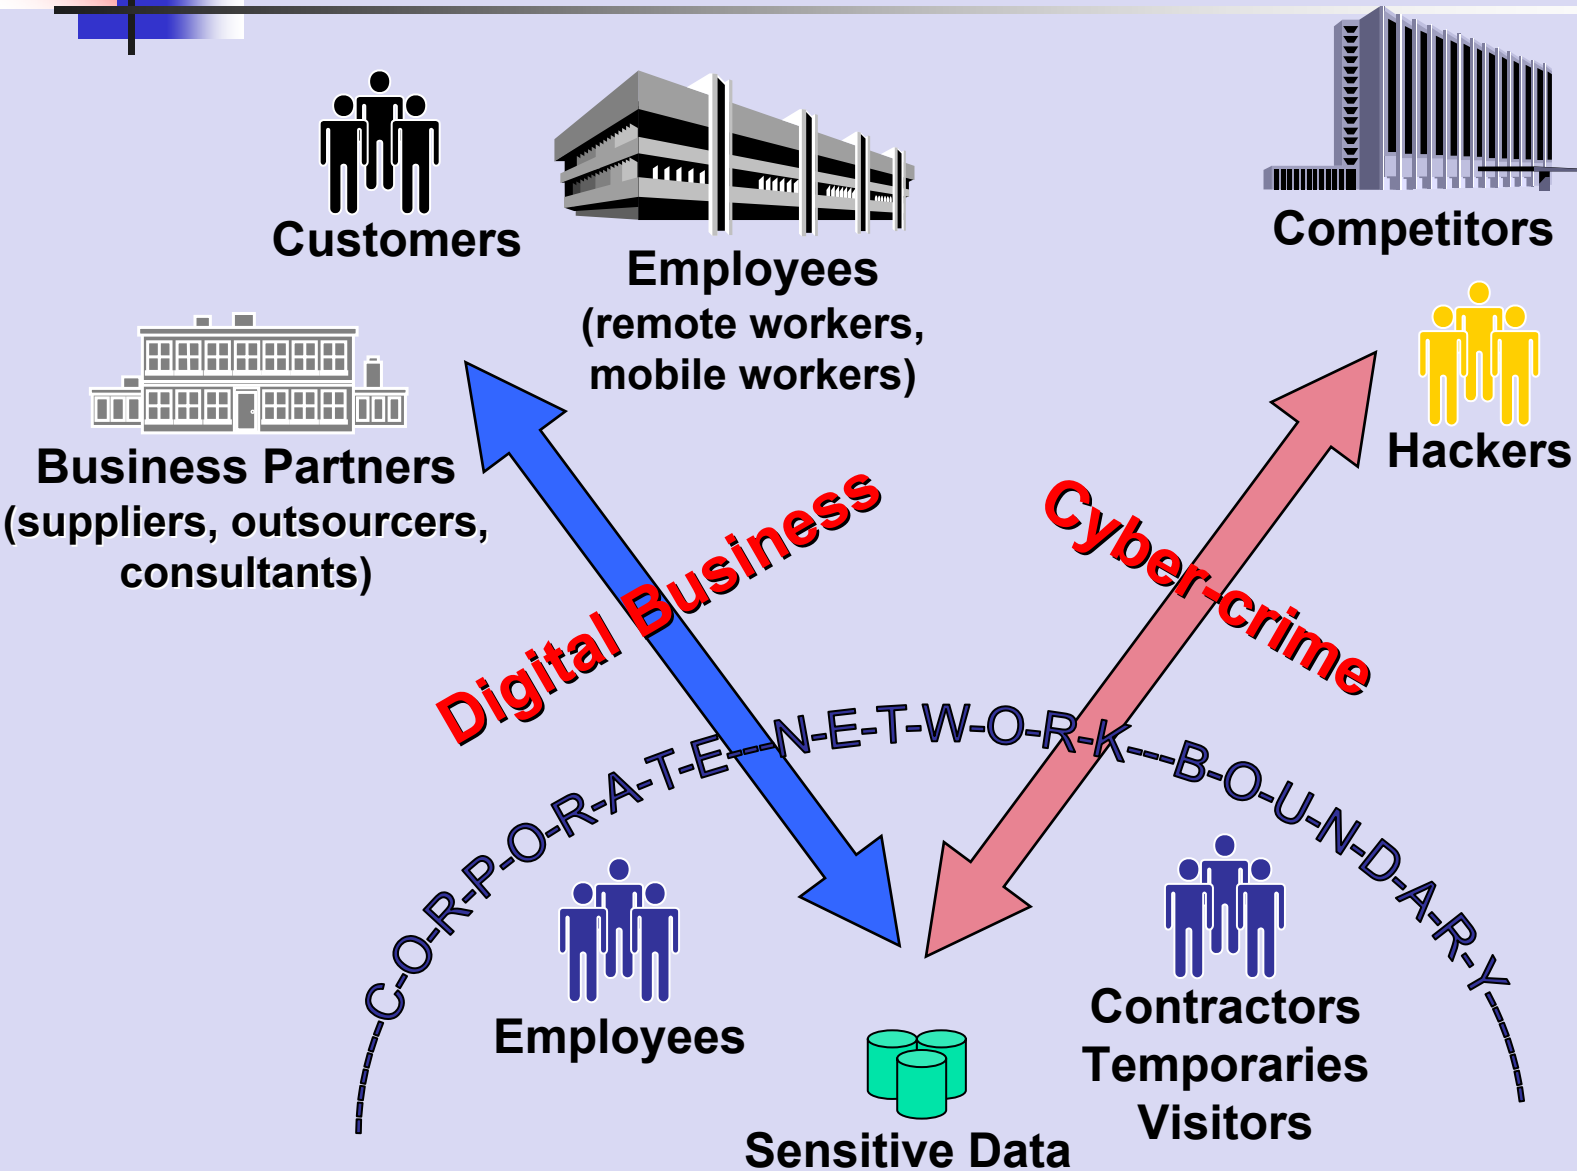 Customers
Employees
(remote workers,
mobile workers)
Competitors
Business Partners
(suppliers, outsourcers,
consultants)
Hackers
Digital Business
Cyber-crime
-----C-O-R-P-O-R-A-T-E---N-E-T-W-O-R-K---B-O-U-N-D-A-R-Y-----
Employees
Contractors
Temporaries
Visitors
Sensitive Data